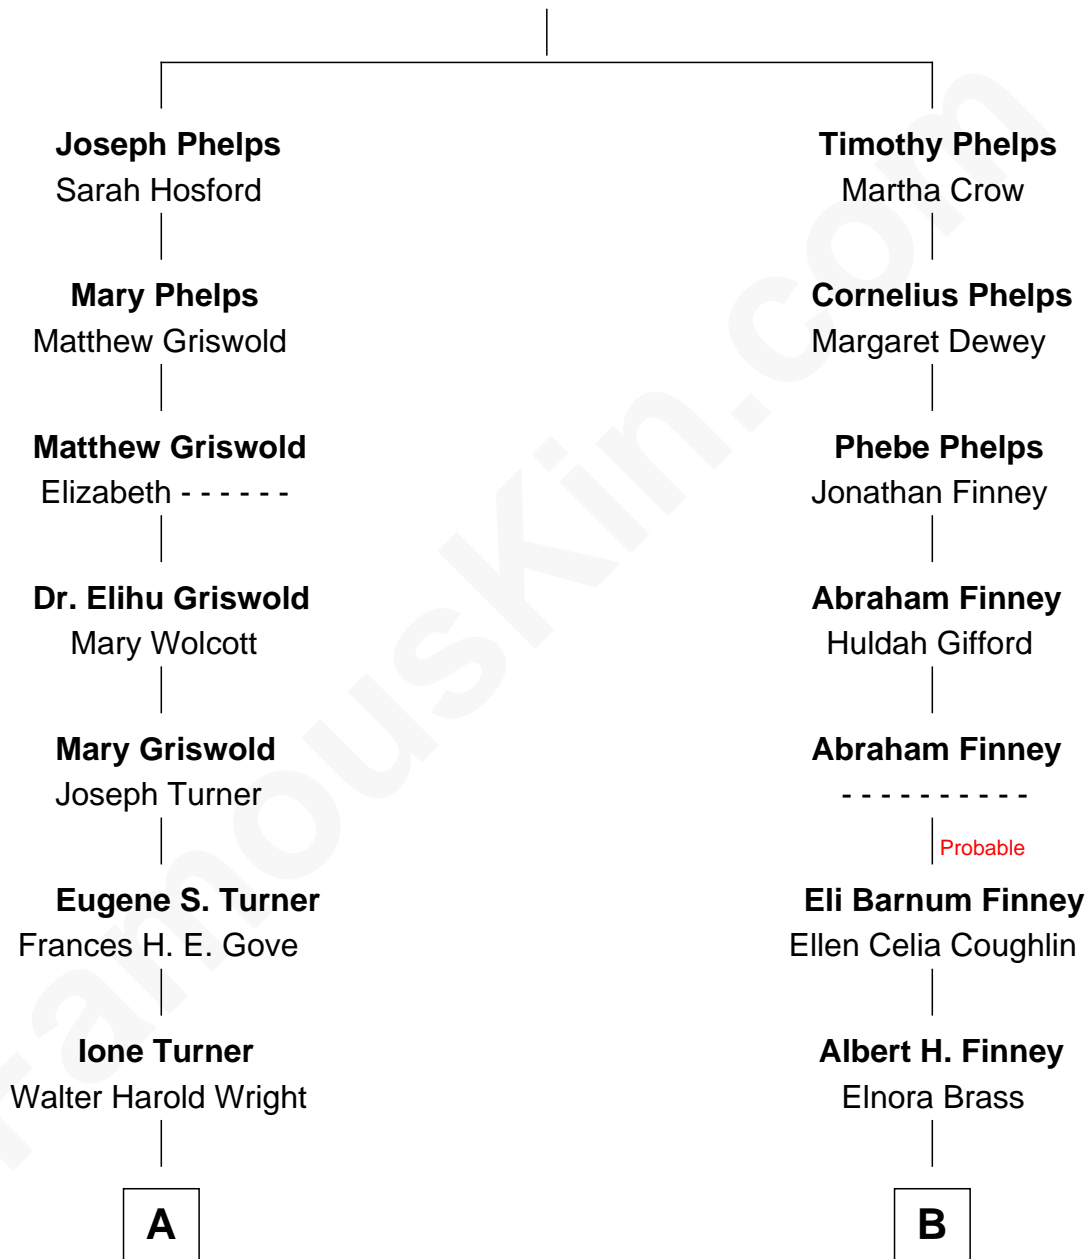 Joseph Phelps
Sarah Hosford
Mary Phelps
Matthew Griswold
Matthew Griswold
Elizabeth - - - - - -
Dr. Elihu Griswold
Mary Wolcott
Mary Griswold
Joseph Turner
Eugene S. Turner
Frances H. E. Gove
Ione Turner
Walter Harold Wright
A
Timothy Phelps
Martha Crow
Cornelius Phelps
Margaret Dewey
Phebe Phelps
Jonathan Finney
Abraham Finney
Huldah Gifford
Abraham Finney
- - - - - - - - - -
Probable
Eli Barnum Finney
Ellen Celia Coughlin
Albert H. Finney
Elnora Brass
B
FamousKin.com